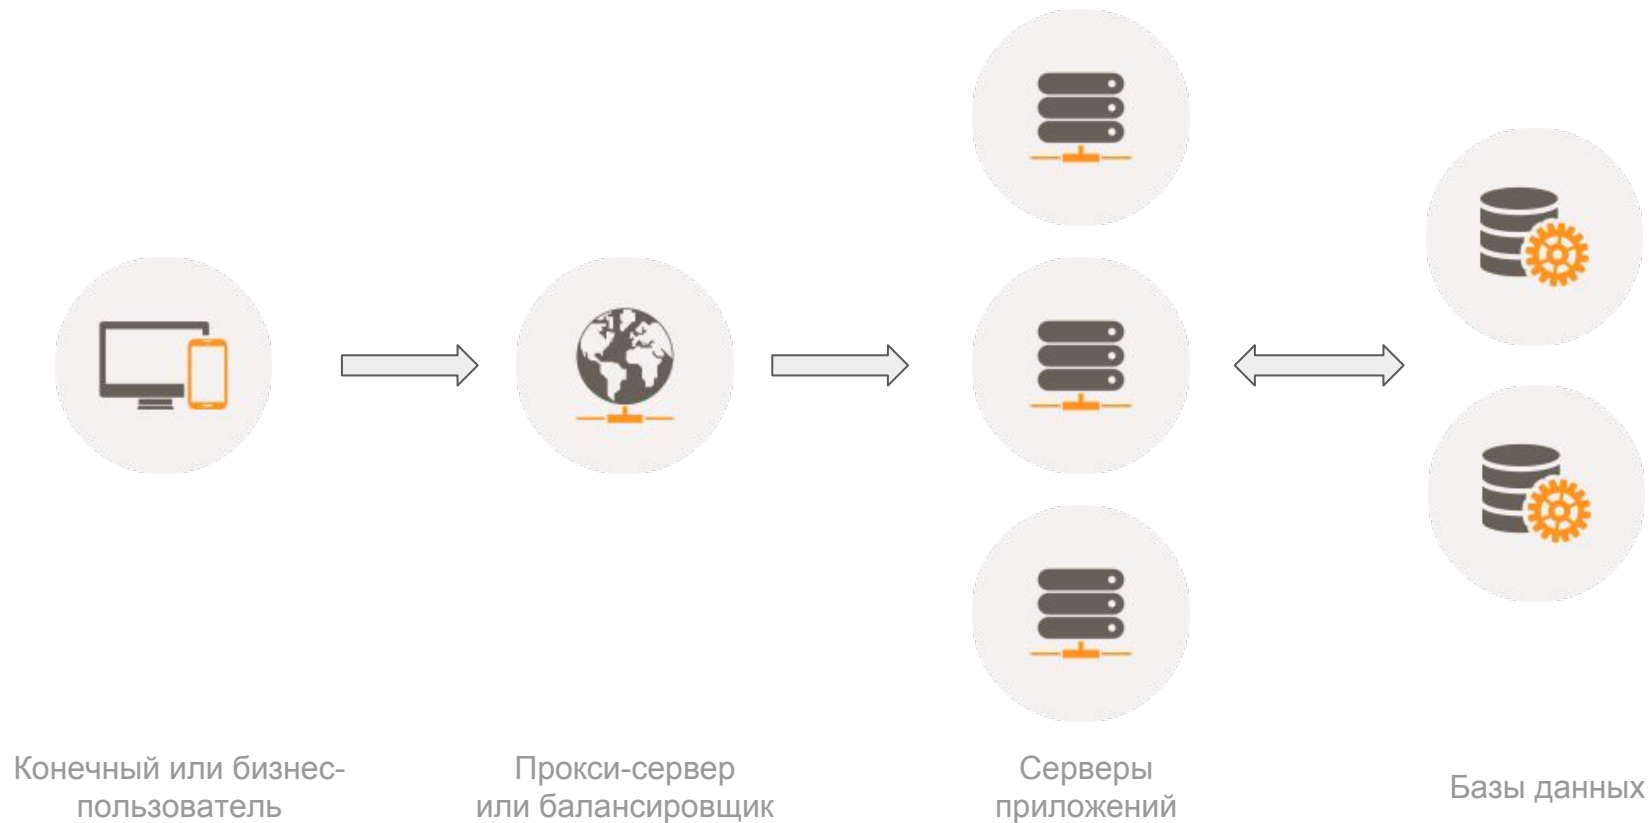 Конечный или бизнес-
пользователь
Прокси-сервер
или балансировщик
Серверы
приложений
Базы данных